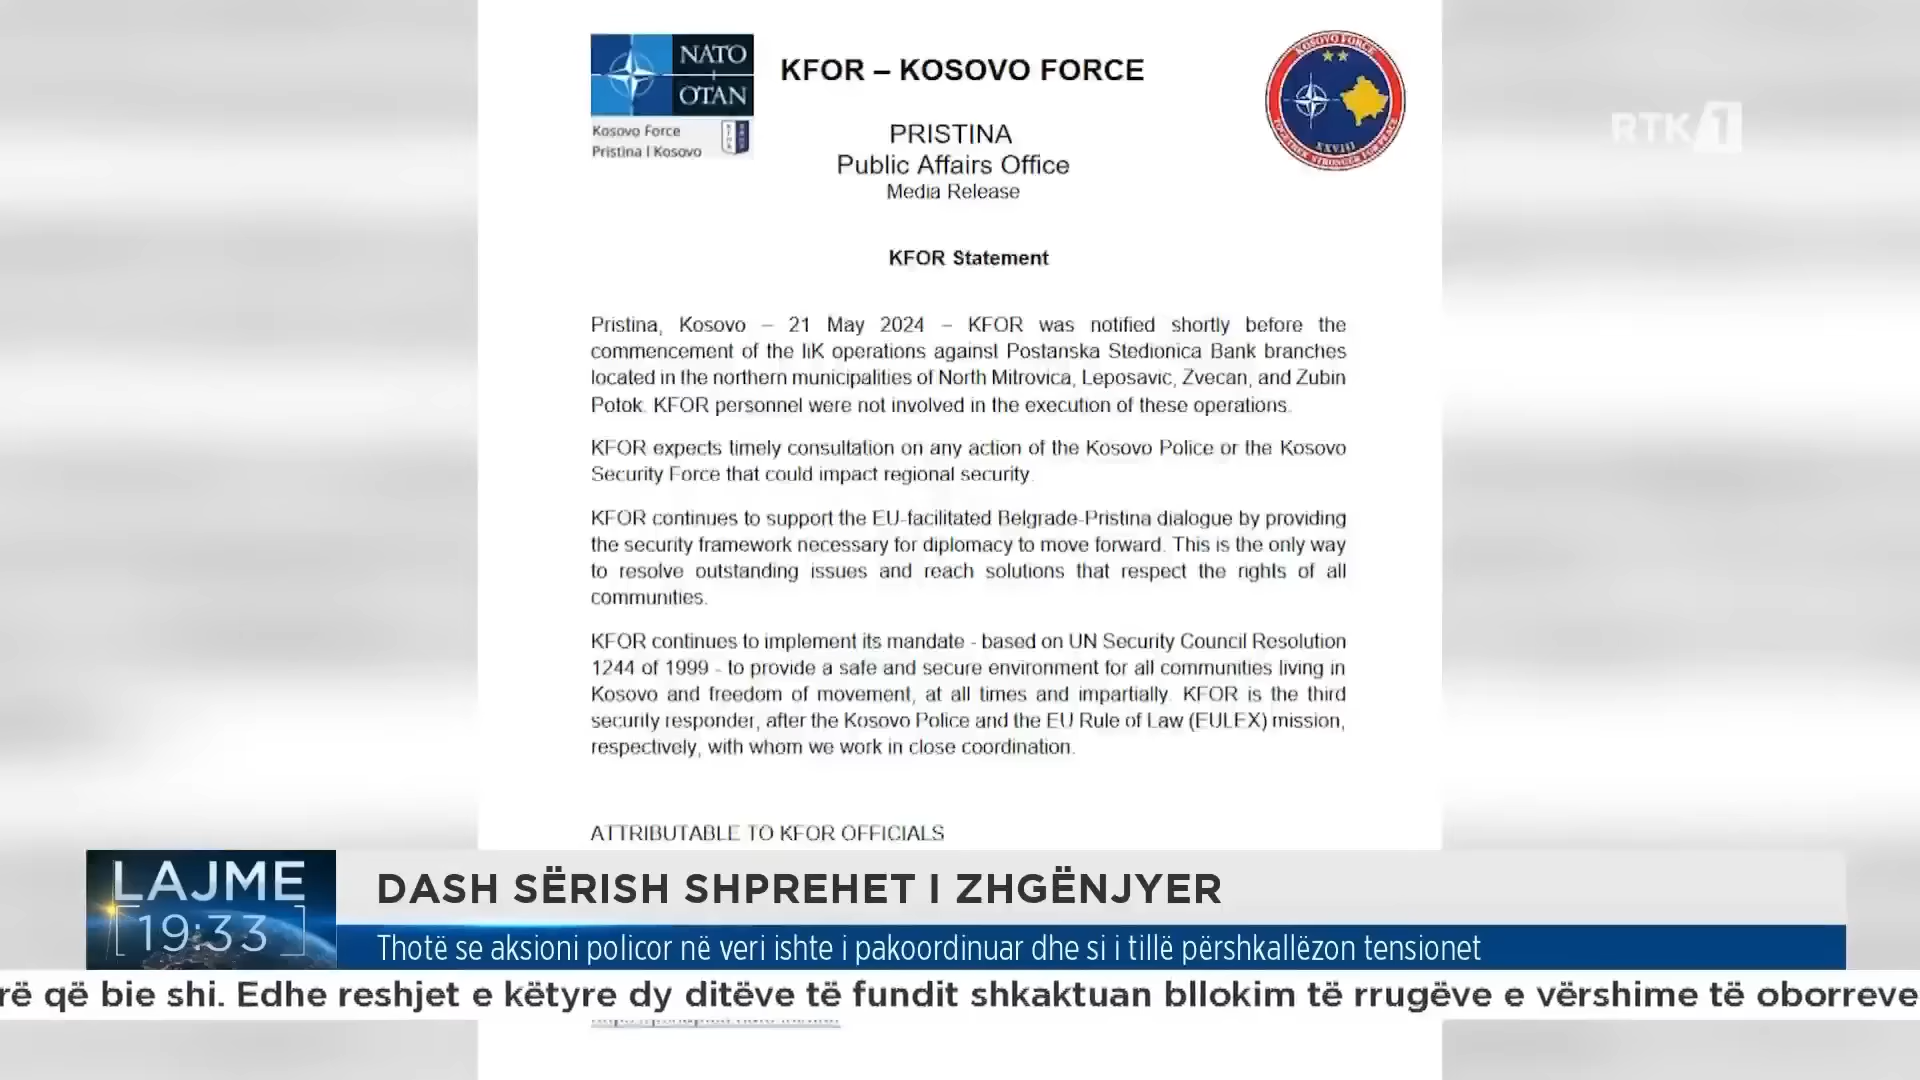 NATO
OTAN
Kosovo Force
Pristina | Kosovo
KFOR – KOSOVO FORCE
PRISTINA
Public Affairs Office
Media Release
KOSOVO FORCE
XXVIII
TOGETHER STRONGER FOR PEACE
RTK 1
KFOR Statement
Pristina, Kosovo – 21 May 2024 – KFOR was notified shortly before the
commencement of the IiK operations against Postanska Stedionica Bank branches
located in the northern municipalities of North Mitrovica, Leposavic, Zvecan, and Zubin
Potok. KFOR personnel were not involved in the execution of these operations.
KFOR expects timely consultation on any action of the Kosovo Police or the Kosovo
Security Force that could impact regional security.
KFOR continues to support the EU-facilitated Belgrade-Pristina dialogue by providing
the security framework necessary for diplomacy to move forward. This is the only way
to resolve outstanding issues and reach solutions that respect the rights of all
communities.
KFOR continues to implement its mandate - based on UN Security Council Resolution
1244 of 1999 - to provide a safe and secure environment for all communities living in
Kosovo and freedom of movement, at all times and impartially. KFOR is the third
security responder, after the Kosovo Police and the EU Rule of Law (EULEX) mission,
respectively, with whom we work in close coordination.
ATTRIBUTABLE TO KFOR OFFICIALS
LAJME
19:33
DASH SËRISH SHPREHET I ZHGËNJYER
Thotë se aksioni policor në veri ishte i pakoordinuar dhe si i tillë përshkallëzon tensionet
rë që bie shi. Edhe reshjet e këtyre dy ditëve të fundit shkaktuan bllokim të rrugëve e vërshime të oborreve